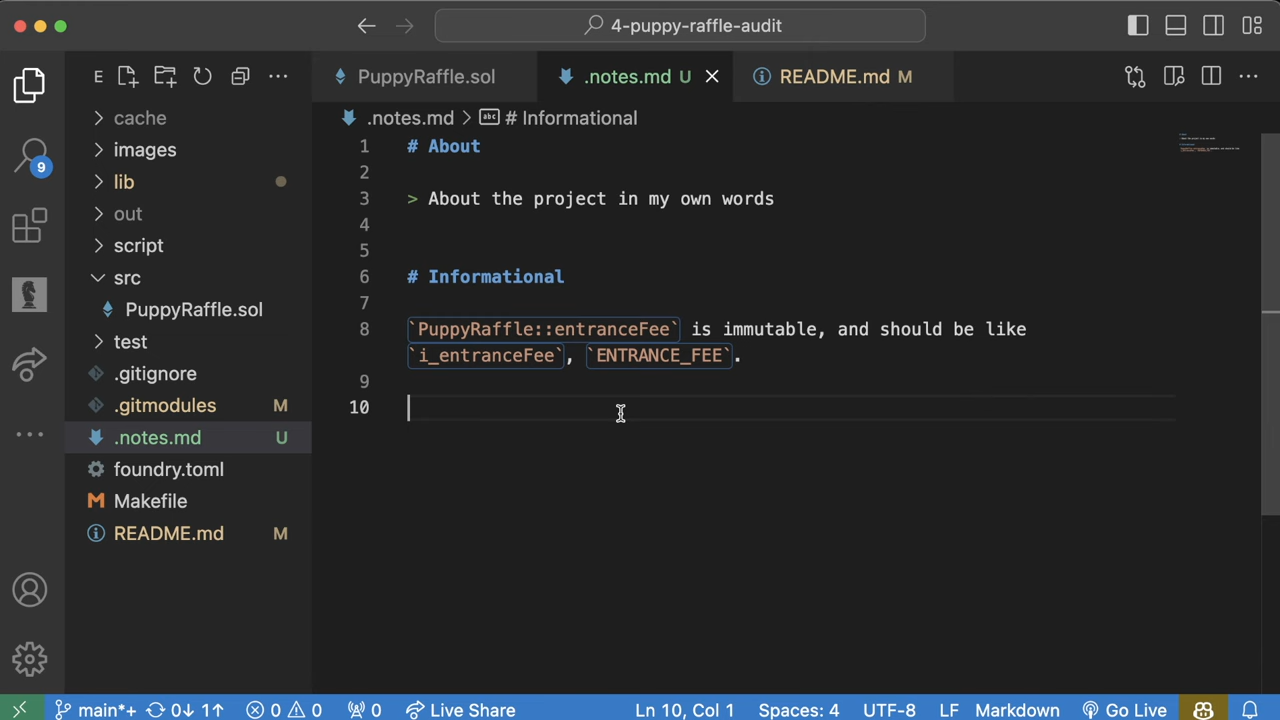 4-puppy-raffle-audit
E
PuppyRaffle.sol
.notes.md U
README.md M
.notes.md > # Informational
cache
images
lib
out
script
src
PuppyRaffle.sol
test
.gitignore
.gitmodules M
.notes.md U
foundry.toml
Makefile
README.md M
9
1 # About
2
3 > About the project in my own words
4
5
6 # Informational
7
8 `PuppyRaffle::entranceFee` is immutable, and should be like
`i_entranceFee`, `ENTRANCE_FEE`.
9
10
main*+ 0↓ 1↑ 0 0 0 Live Share Ln 10, Col 1 Spaces: 4 UTF-8 LF Markdown Go Live